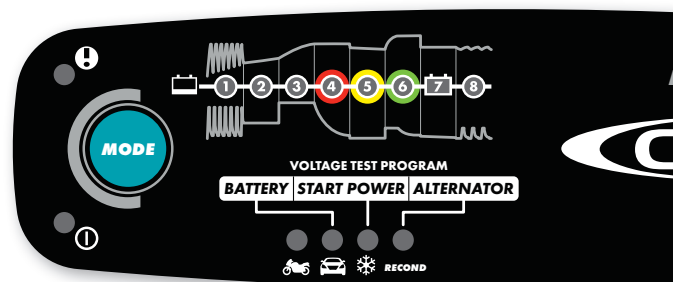 1 2 3 4 5 6 7 8
MODE
VOLTAGE TEST PROGRAM
BATTERY START POWER ALTERNATOR
RECOND